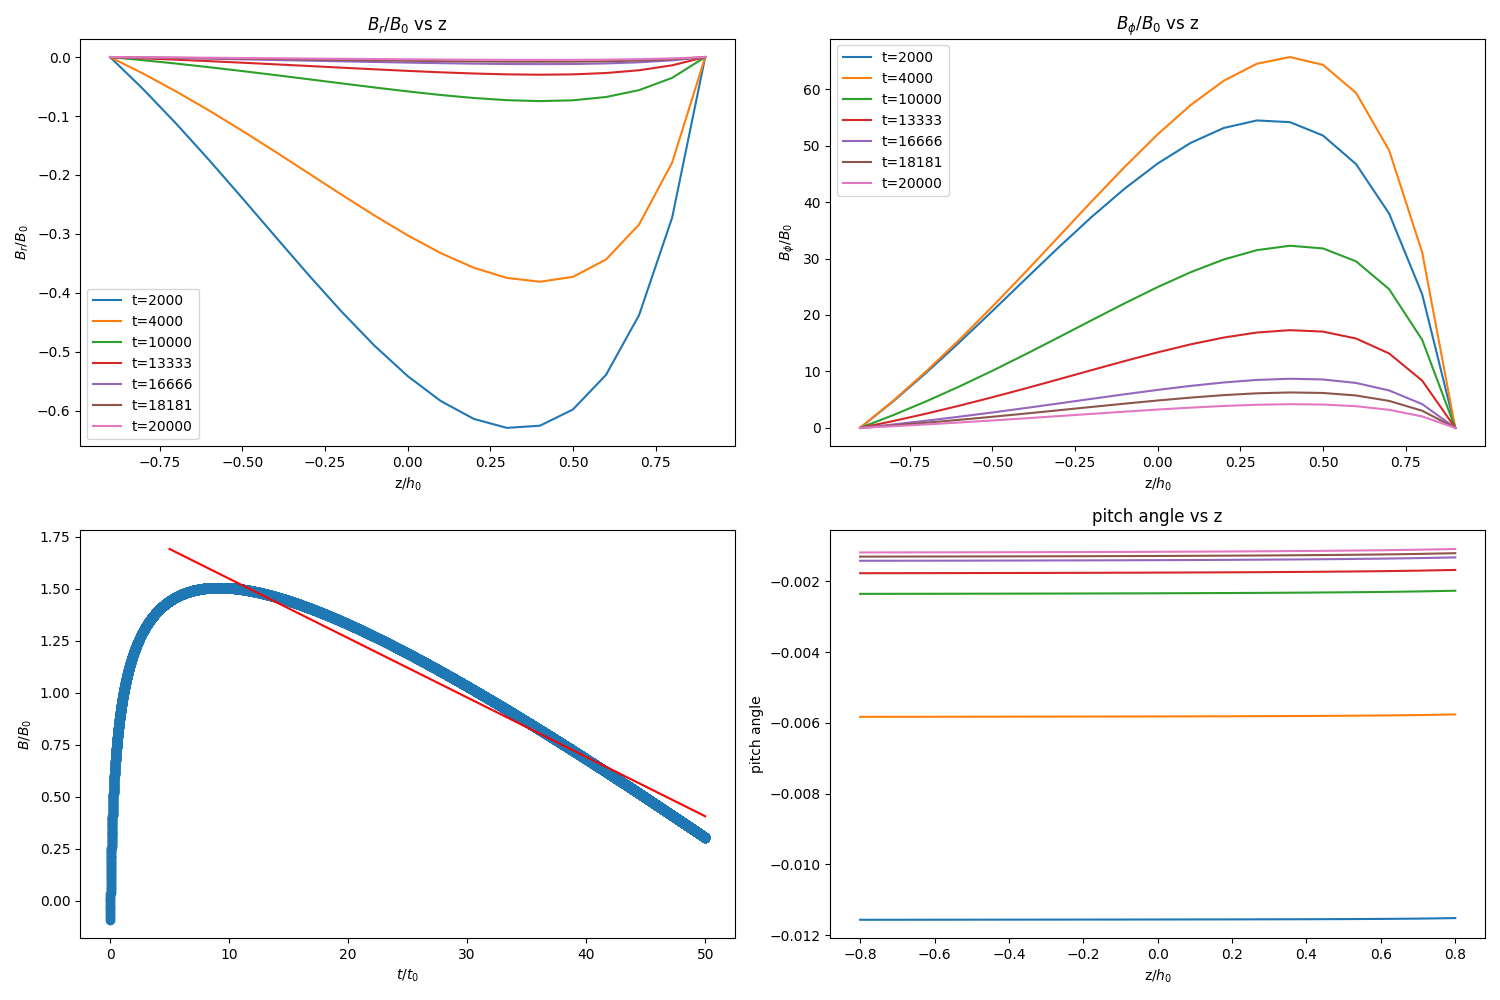 B_r/B_0 vs z
0.0
−0.1
−0.2
−0.3
−0.4
−0.5
−0.6
B_r/B_0
t=2000
t=4000
t=10000
t=13333
t=16666
t=18181
t=20000
−0.75 −0.50 −0.25 0.00 0.25 0.50 0.75
z/h_0
B_ϕ/B_0 vs z
60
50
40
30
20
10
0
B_ϕ/B_0
t=2000
t=4000
t=10000
t=13333
t=16666
t=18181
t=20000
−0.75 −0.50 −0.25 0.00 0.25 0.50 0.75
z/h_0
1.75
1.50
1.25
1.00
0.75
0.50
0.25
0.00
B/B_0
0 10 20 30 40 50
t/t_0
pitch angle vs z
−0.002
−0.004
−0.006
−0.008
−0.010
−0.012
pitch angle
−0.8 −0.6 −0.4 −0.2 0.0 0.2 0.4 0.6 0.8
z/h_0